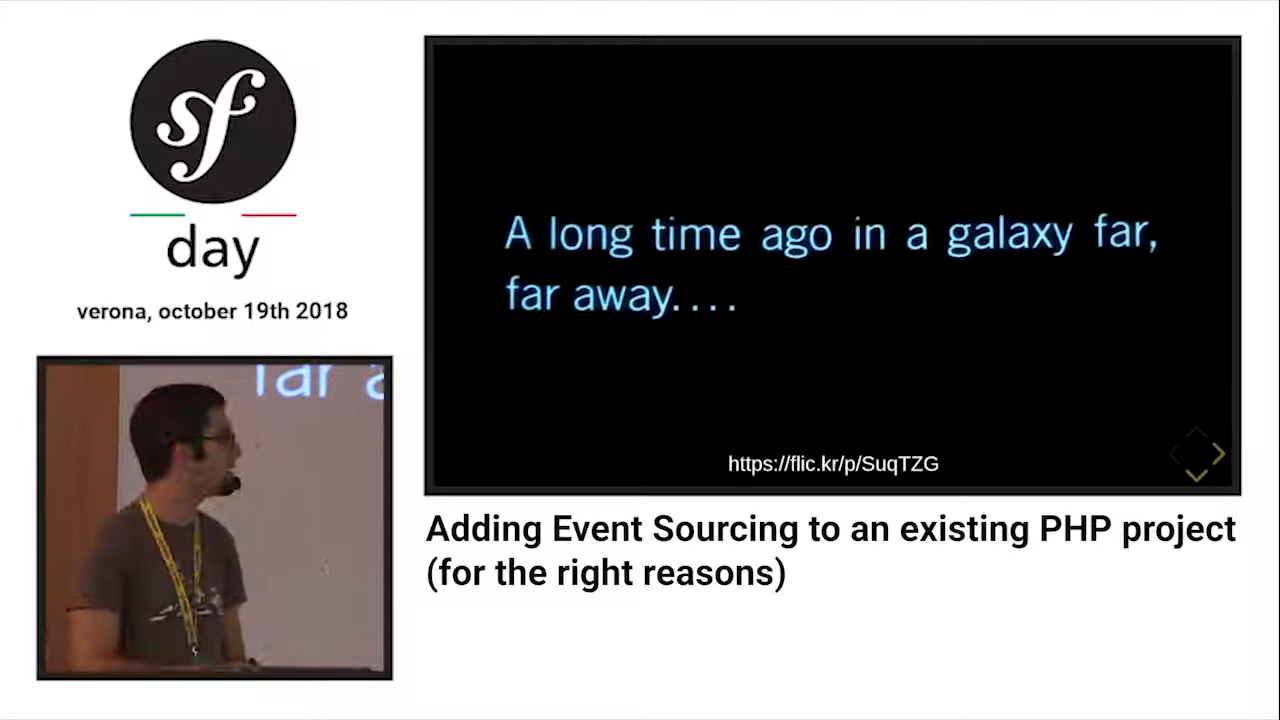 sf
day
verona, october 19th 2018
A long time ago in a galaxy far,
far away....
https://flic.kr/p/SuqTZG
far a
Adding Event Sourcing to an existing PHP project
(for the right reasons)